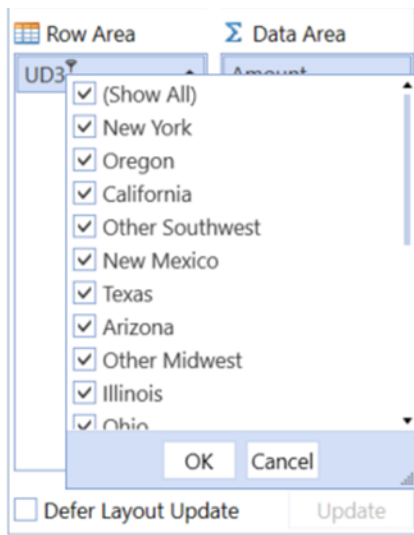 Row Area
Σ Data Area
UD3
Amount
(Show All)
New York
Oregon
California
Other Southwest
New Mexico
Texas
Arizona
Other Midwest
Illinois
Ohio
OK
Cancel
Defer Layout Update
Update